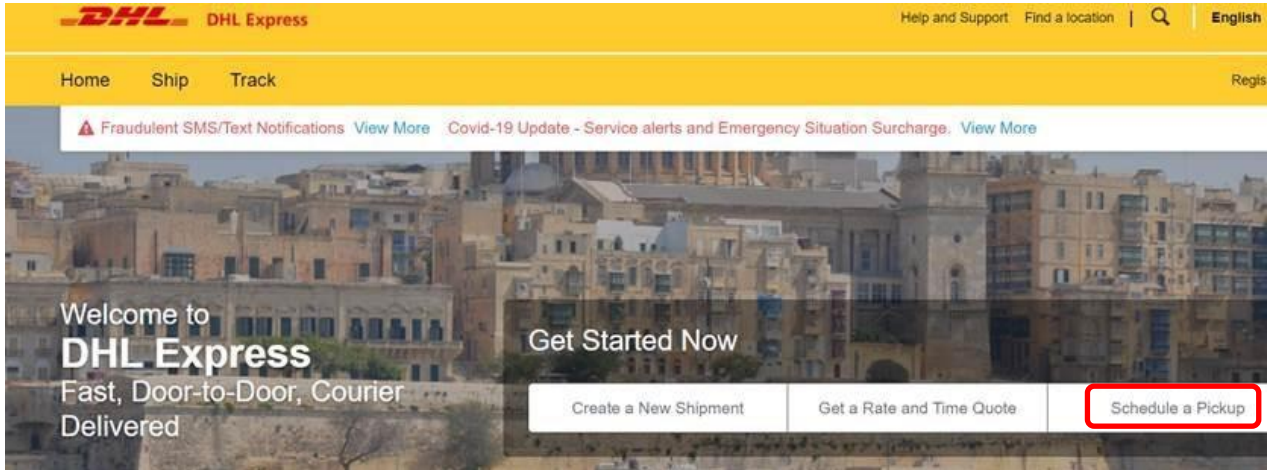 DHL DHL Express Help and Support Find a location | English
Home Ship Track Regis
Fraudulent SMS/Text Notifications View More Covid-19 Update - Service alerts and Emergency Situation Surcharge. View More
Welcome to
DHL Express
Fast, Door-to-Door, Courier
Delivered
Get Started Now
Create a New Shipment Get a Rate and Time Quote Schedule a Pickup